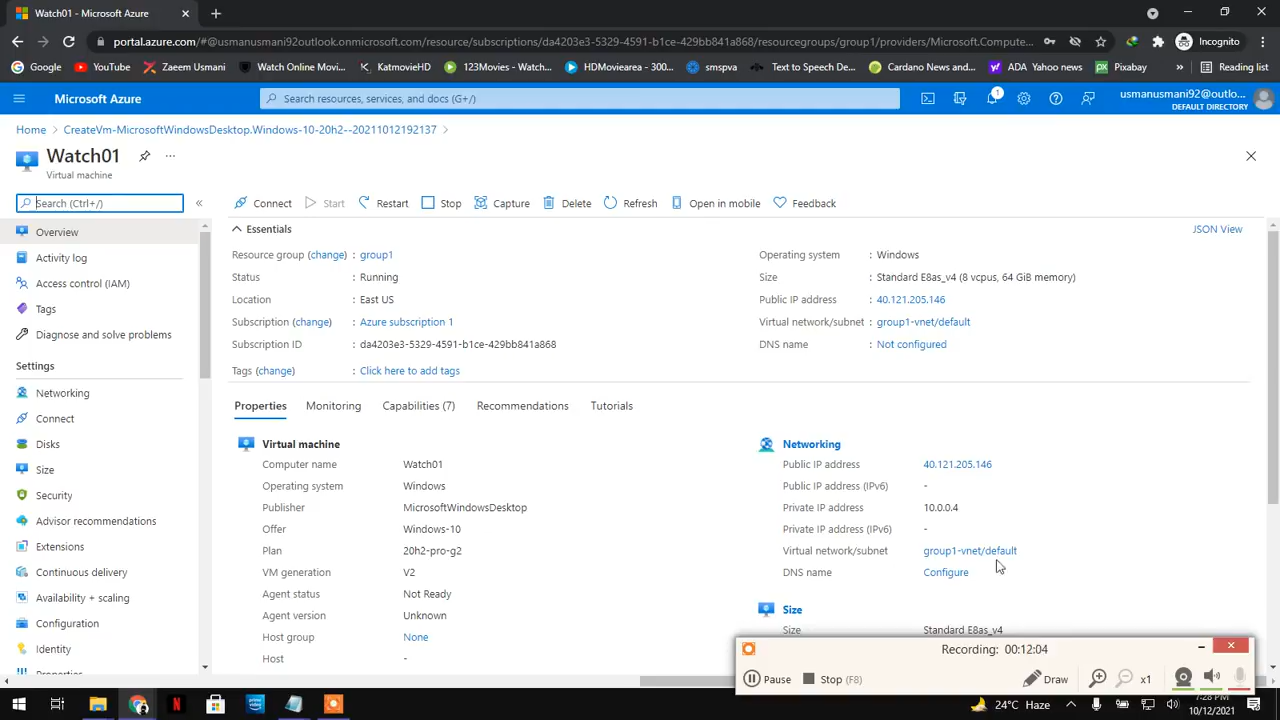 Watch01 - Microsoft Azure
portal.azure.com/#@usmanusmani92outlook.onmicrosoft.com/resource/subscriptions/da4203e3-5329-4591-b1ce-429bb841a868/resourcegroups/group1/providers/Microsoft.Compute...
Incognito
Google YouTube Zaeem Usmani Watch Online Movi... KatmovieHD 123Movies - Watch... HDMoviearea - 300... smspva Text to Speech De... Cardano News and... ADA Yahoo news Pixabay » Reading list
Microsoft Azure
Search resources, services, and docs (G+/)
1
usmanusmani92@outlo...
DEFAULT DIRECTORY
Home > CreateVm-MicrosoftWindowsDesktop.Windows-10-20h2--20211012192137 >
Watch01
...
Virtual machine
Search (Ctrl+/)
«
Connect Start Restart Stop Capture Delete Refresh Open in mobile Feedback
Overview
Activity log
Access control (IAM)
Tags
Diagnose and solve problems
Settings
Networking
Connect
Disks
Size
Security
Advisor recommendations
Extensions
Continuous delivery
Availability + scaling
Configuration
Identity
Properties
Essentials
JSON View
Resource group (change) : group1
Status : Running
Location : East US
Subscription (change) : Azure subscription 1
Subscription ID : da4203e3-5329-4591-b1ce-429bb841a868
Tags (change) : Click here to add tags
Operating system : Windows
Size : Standard E8as_v4 (8 vcpus, 64 GiB memory)
Public IP address : 40.121.205.146
Virtual network/subnet : group1-vnet/default
DNS name : Not configured
Properties Monitoring Capabilities (7) Recommendations Tutorials
Virtual machine
Computer name Watch01
Operating system Windows
Publisher MicrosoftWindowsDesktop
Offer Windows-10
Plan 20h2-pro-g2
VM generation V2
Agent status Not Ready
Agent version Unknown
Host group None
Host -
Networking
Public IP address 40.121.205.146
Public IP address (IPv6) -
Private IP address 10.0.0.4
Private IP address (IPv6) -
Virtual network/subnet group1-vnet/default
DNS name Configure
Size
Size Standard E8as_v4
Recording: 00:12:04
Pause Stop (F8) Draw x1
24°C Haze
7:28 PM
10/12/2021